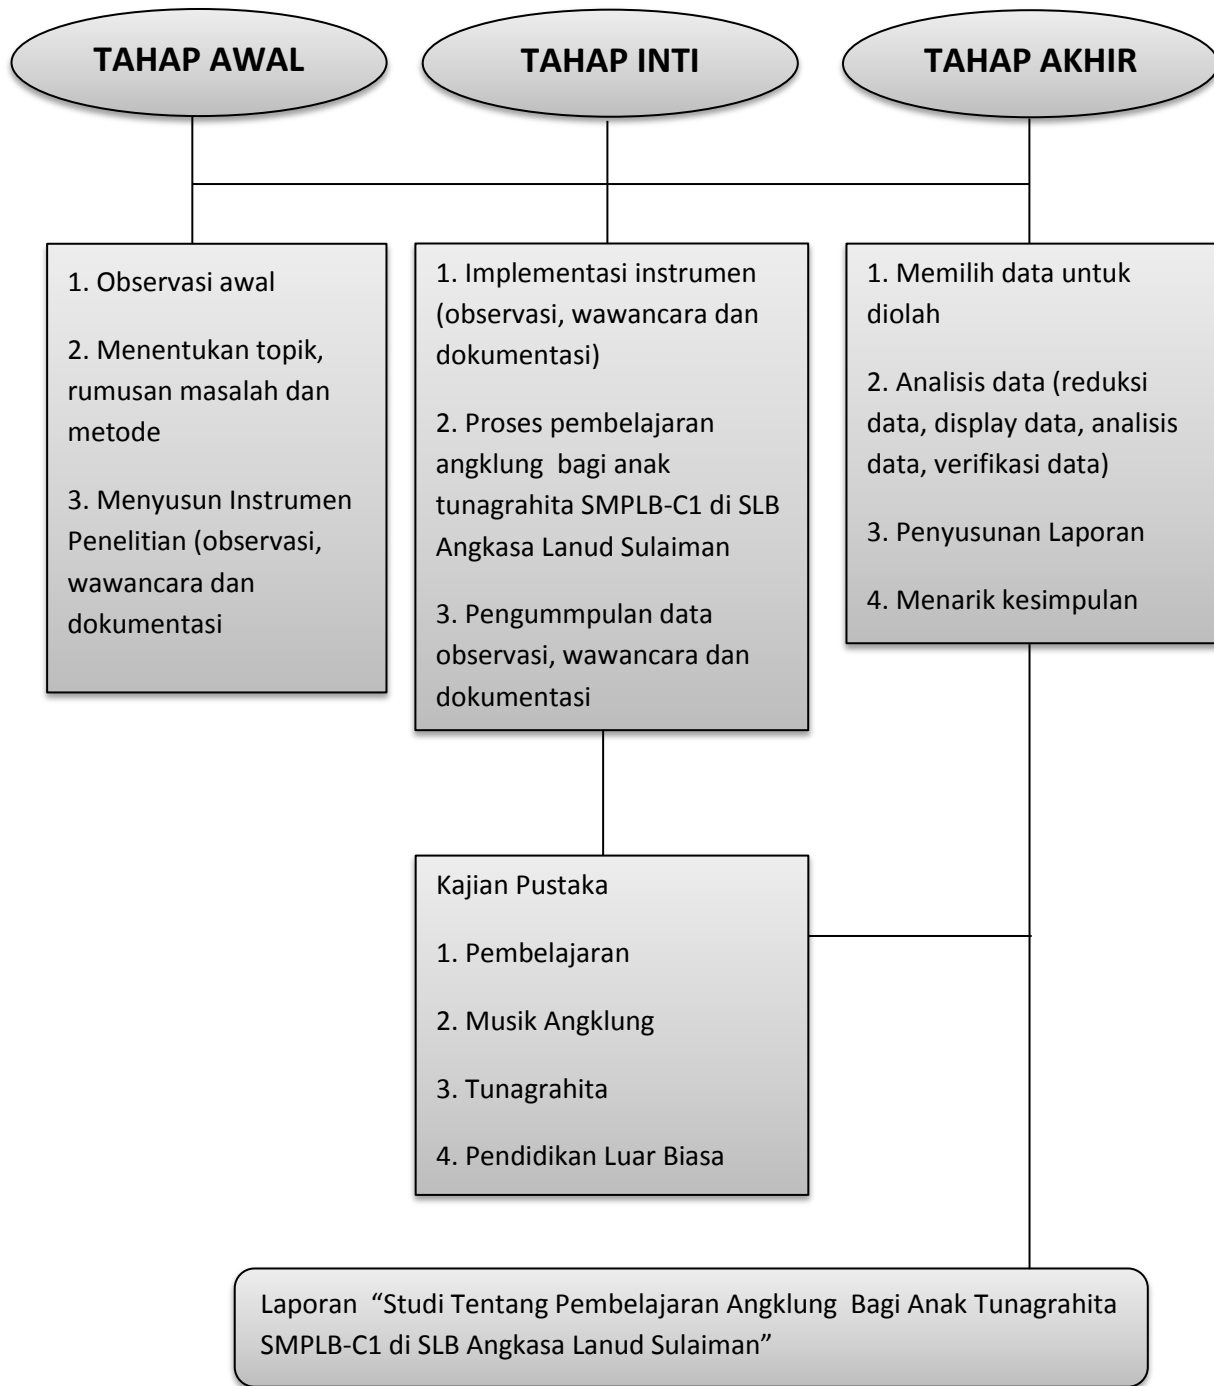 TAHAP AWAL
TAHAP INTI
TAHAP AKHIR
1. Observasi awal
2. Menentukan topik,
rumusan masalah dan
metode
3. Menyusun Instrumen
Penelitian (observasi,
wawancara dan
dokumentasi
1. Implementasi instrumen
(observasi, wawancara dan
dokumentasi)
2. Proses pembelajaran
angklung  bagi anak
tunagrahita SMPLB-C1 di SLB
Angkasa Lanud Sulaiman
3. Pengummpulan data
observasi, wawancara dan
dokumentasi
1. Memilih data untuk
diolah
2. Analisis data (reduksi
data, display data, analisis
data, verifikasi data)
3. Penyusunan Laporan
4. Menarik kesimpulan
Kajian Pustaka
1. Pembelajaran
2. Musik Angklung
3. Tunagrahita
4. Pendidikan Luar Biasa
Laporan  “Studi Tentang Pembelajaran Angklung  Bagi Anak Tunagrahita
SMPLB-C1 di SLB Angkasa Lanud Sulaiman”